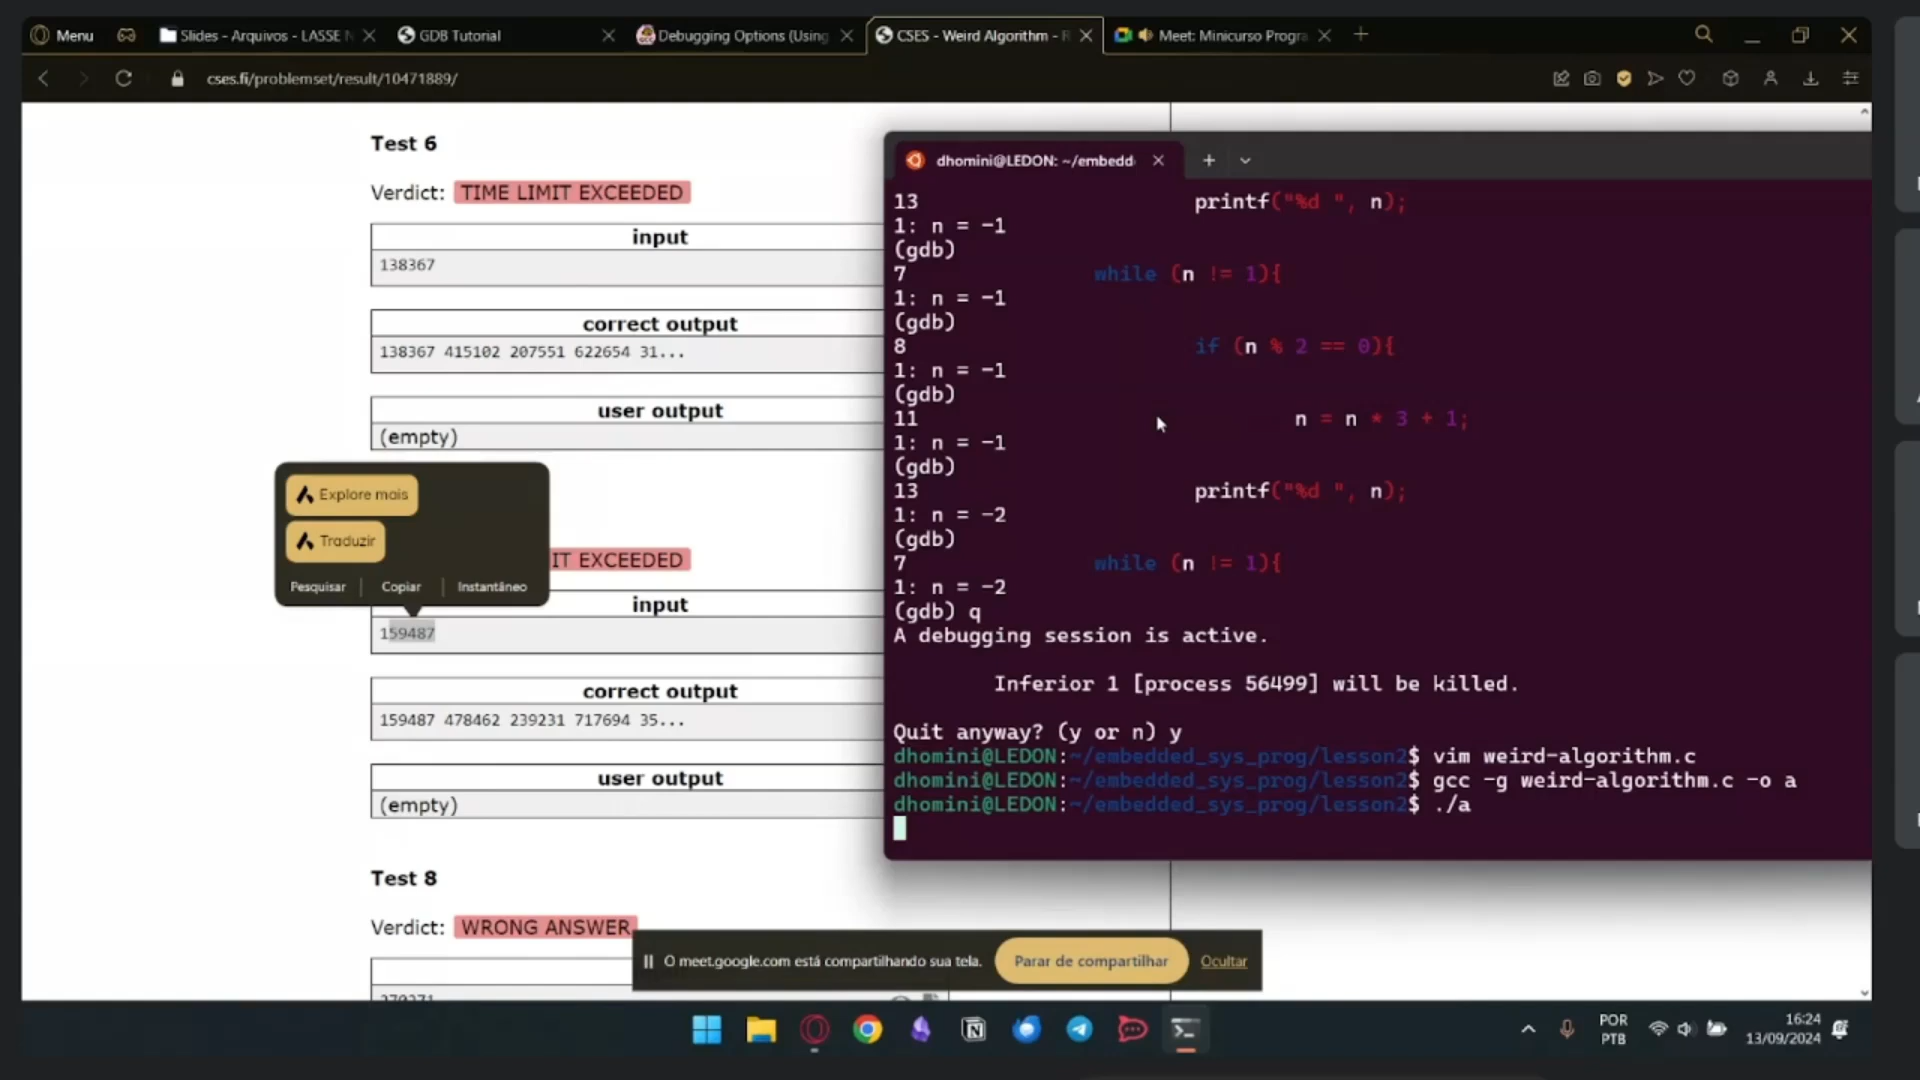 Menu
Slides - Arquivos - LASSE N
GDB Tutorial
Debugging Options (Using
CSES - Weird Algorithm - R
Meet: Minicurso Progra
cses.fi/problemset/result/10471889/
Test 6
Verdict: TIME LIMIT EXCEEDED
input
138367
correct output
138367 415102 207551 622654 31...
user output
(empty)
Explore mais
Traduzir
Pesquisar
Copiar
Instantâneo
IT EXCEEDED
input
159487
correct output
159487 478462 239231 717694 35...
user output
(empty)
Test 8
Verdict: WRONG ANSWER
dhomini@LEDON: ~/embedd
13 printf("%d ", n);
1: n = -1
(gdb)
7 while (n != 1){
1: n = -1
(gdb)
8 if (n % 2 == 0){
1: n = -1
(gdb)
11 n = n * 3 + 1;
1: n = -1
(gdb)
13 printf("%d ", n);
1: n = -2
(gdb)
7 while (n != 1){
1: n = -2
(gdb) q
A debugging session is active.
Inferior 1 [process 56499] will be killed.
Quit anyway? (y or n) y
dhomini@LEDON:~/embedded_sys_prog/lesson2$ vim weird-algorithm.c
dhomini@LEDON:~/embedded_sys_prog/lesson2$ gcc -g weird-algorithm.c -o a
dhomini@LEDON:~/embedded_sys_prog/lesson2$ ./a
O meet.google.com está compartilhando sua tela.
Parar de compartilhar
Ocultar
POR
PTB
16:24
13/09/2024